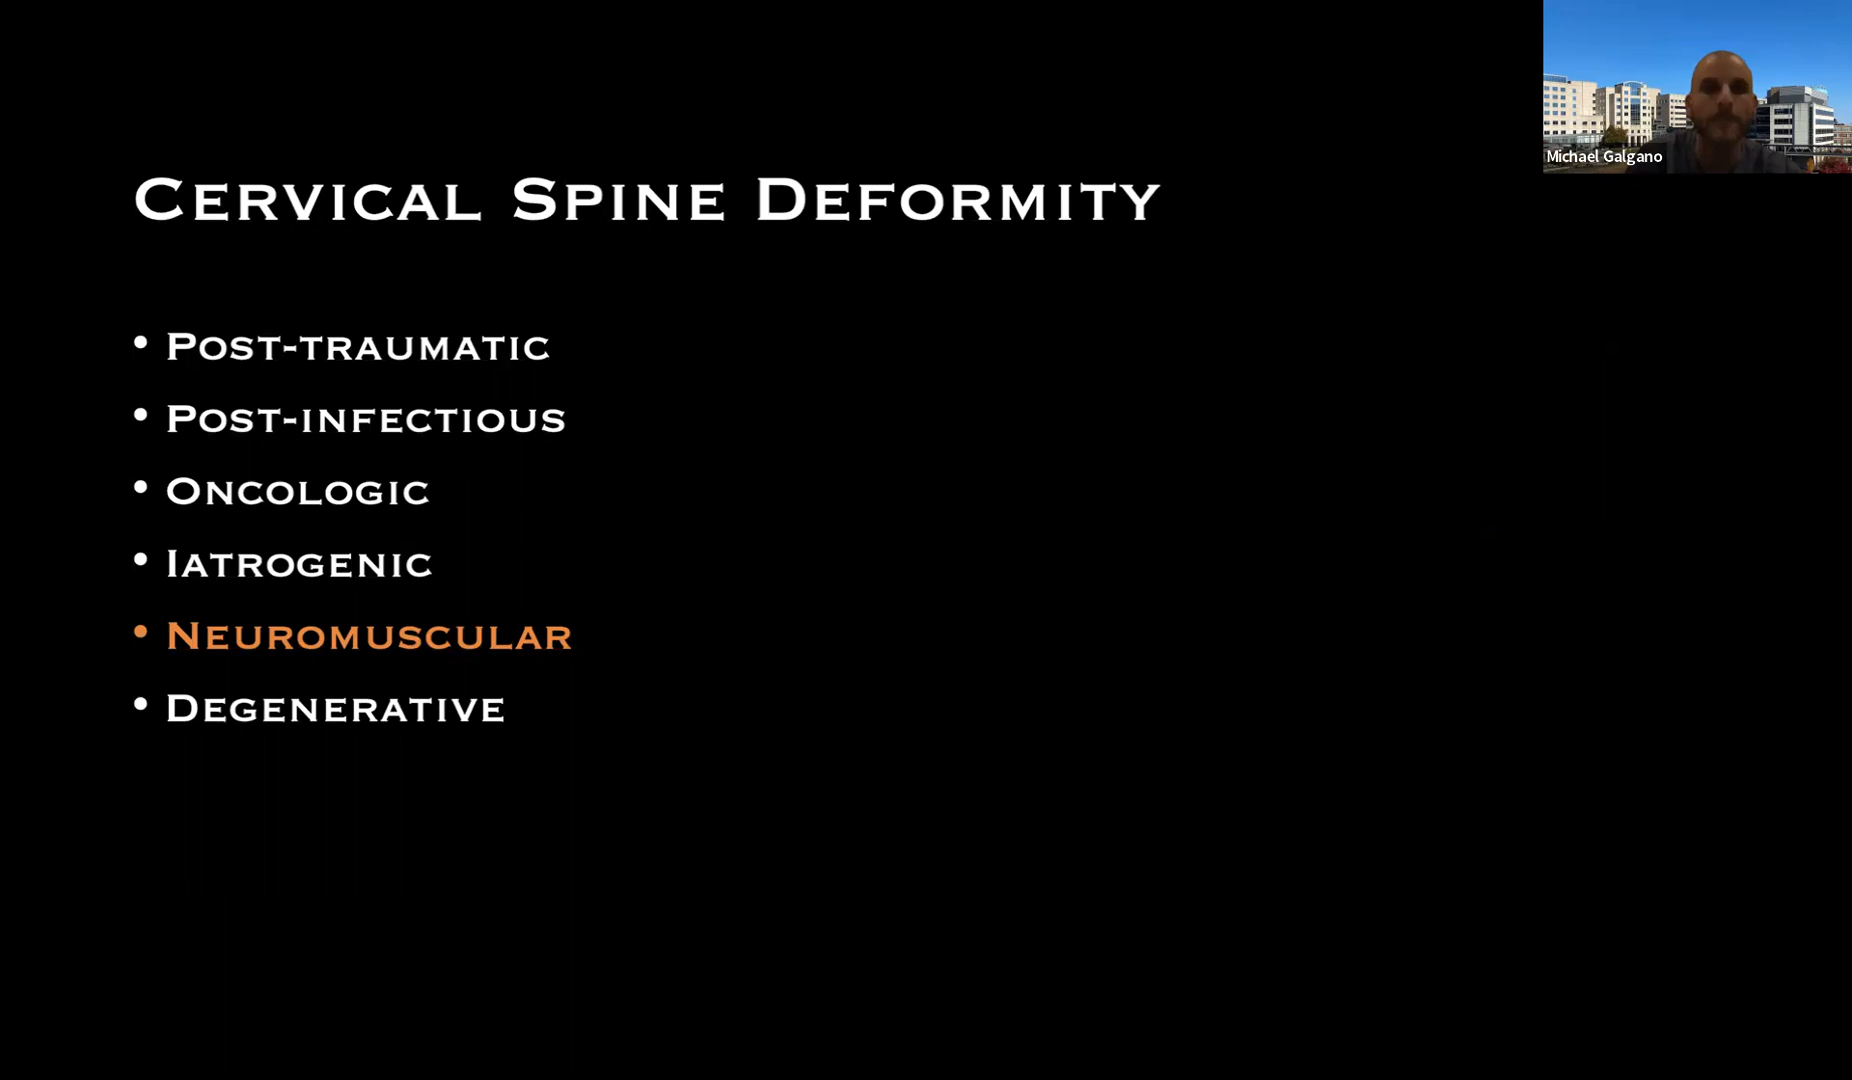 Michael Galgano
Cervical Spine Deformity
• Post-traumatic
• Post-infectious
• Oncologic
• Iatrogenic
• Neuromuscular
• Degenerative